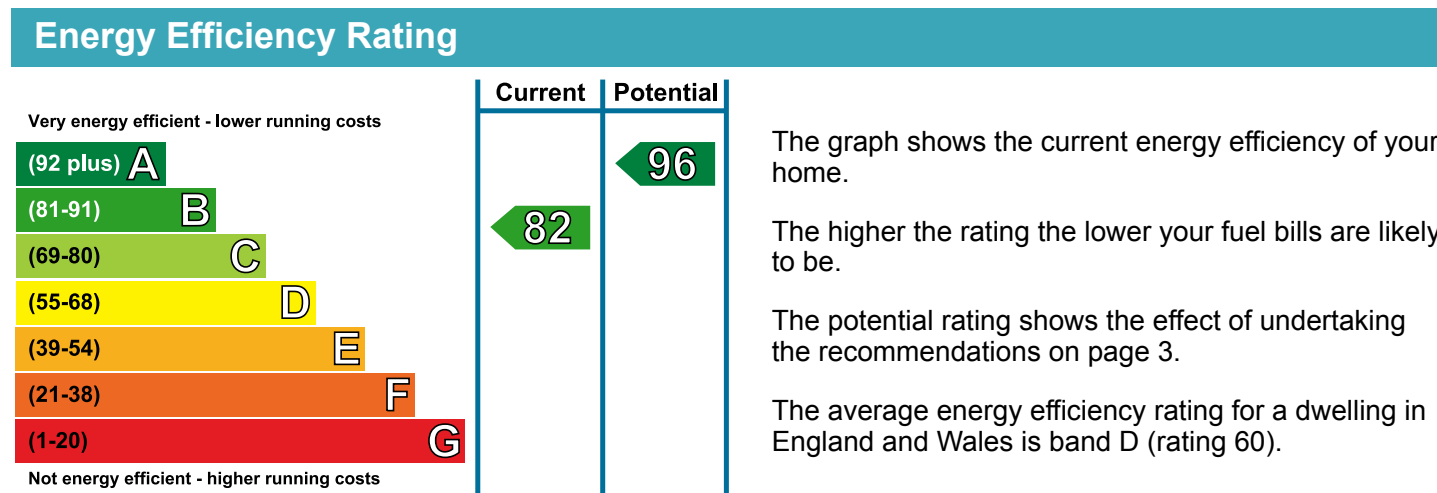 Energy Efficiency Rating
Current Potential
Very energy efficient - lower running costs
(92 plus) A
96
(81-91) B
82
(69-80) C
(55-68) D
(39-54) E
(21-38) F
(1-20) G
Not energy efficient - higher running costs
The graph shows the current energy efficiency of your
home.
The higher the rating the lower your fuel bills are likely
to be.
The potential rating shows the effect of undertaking
the recommendations on page 3.
The average energy efficiency rating for a dwelling in
England and Wales is band D (rating 60).